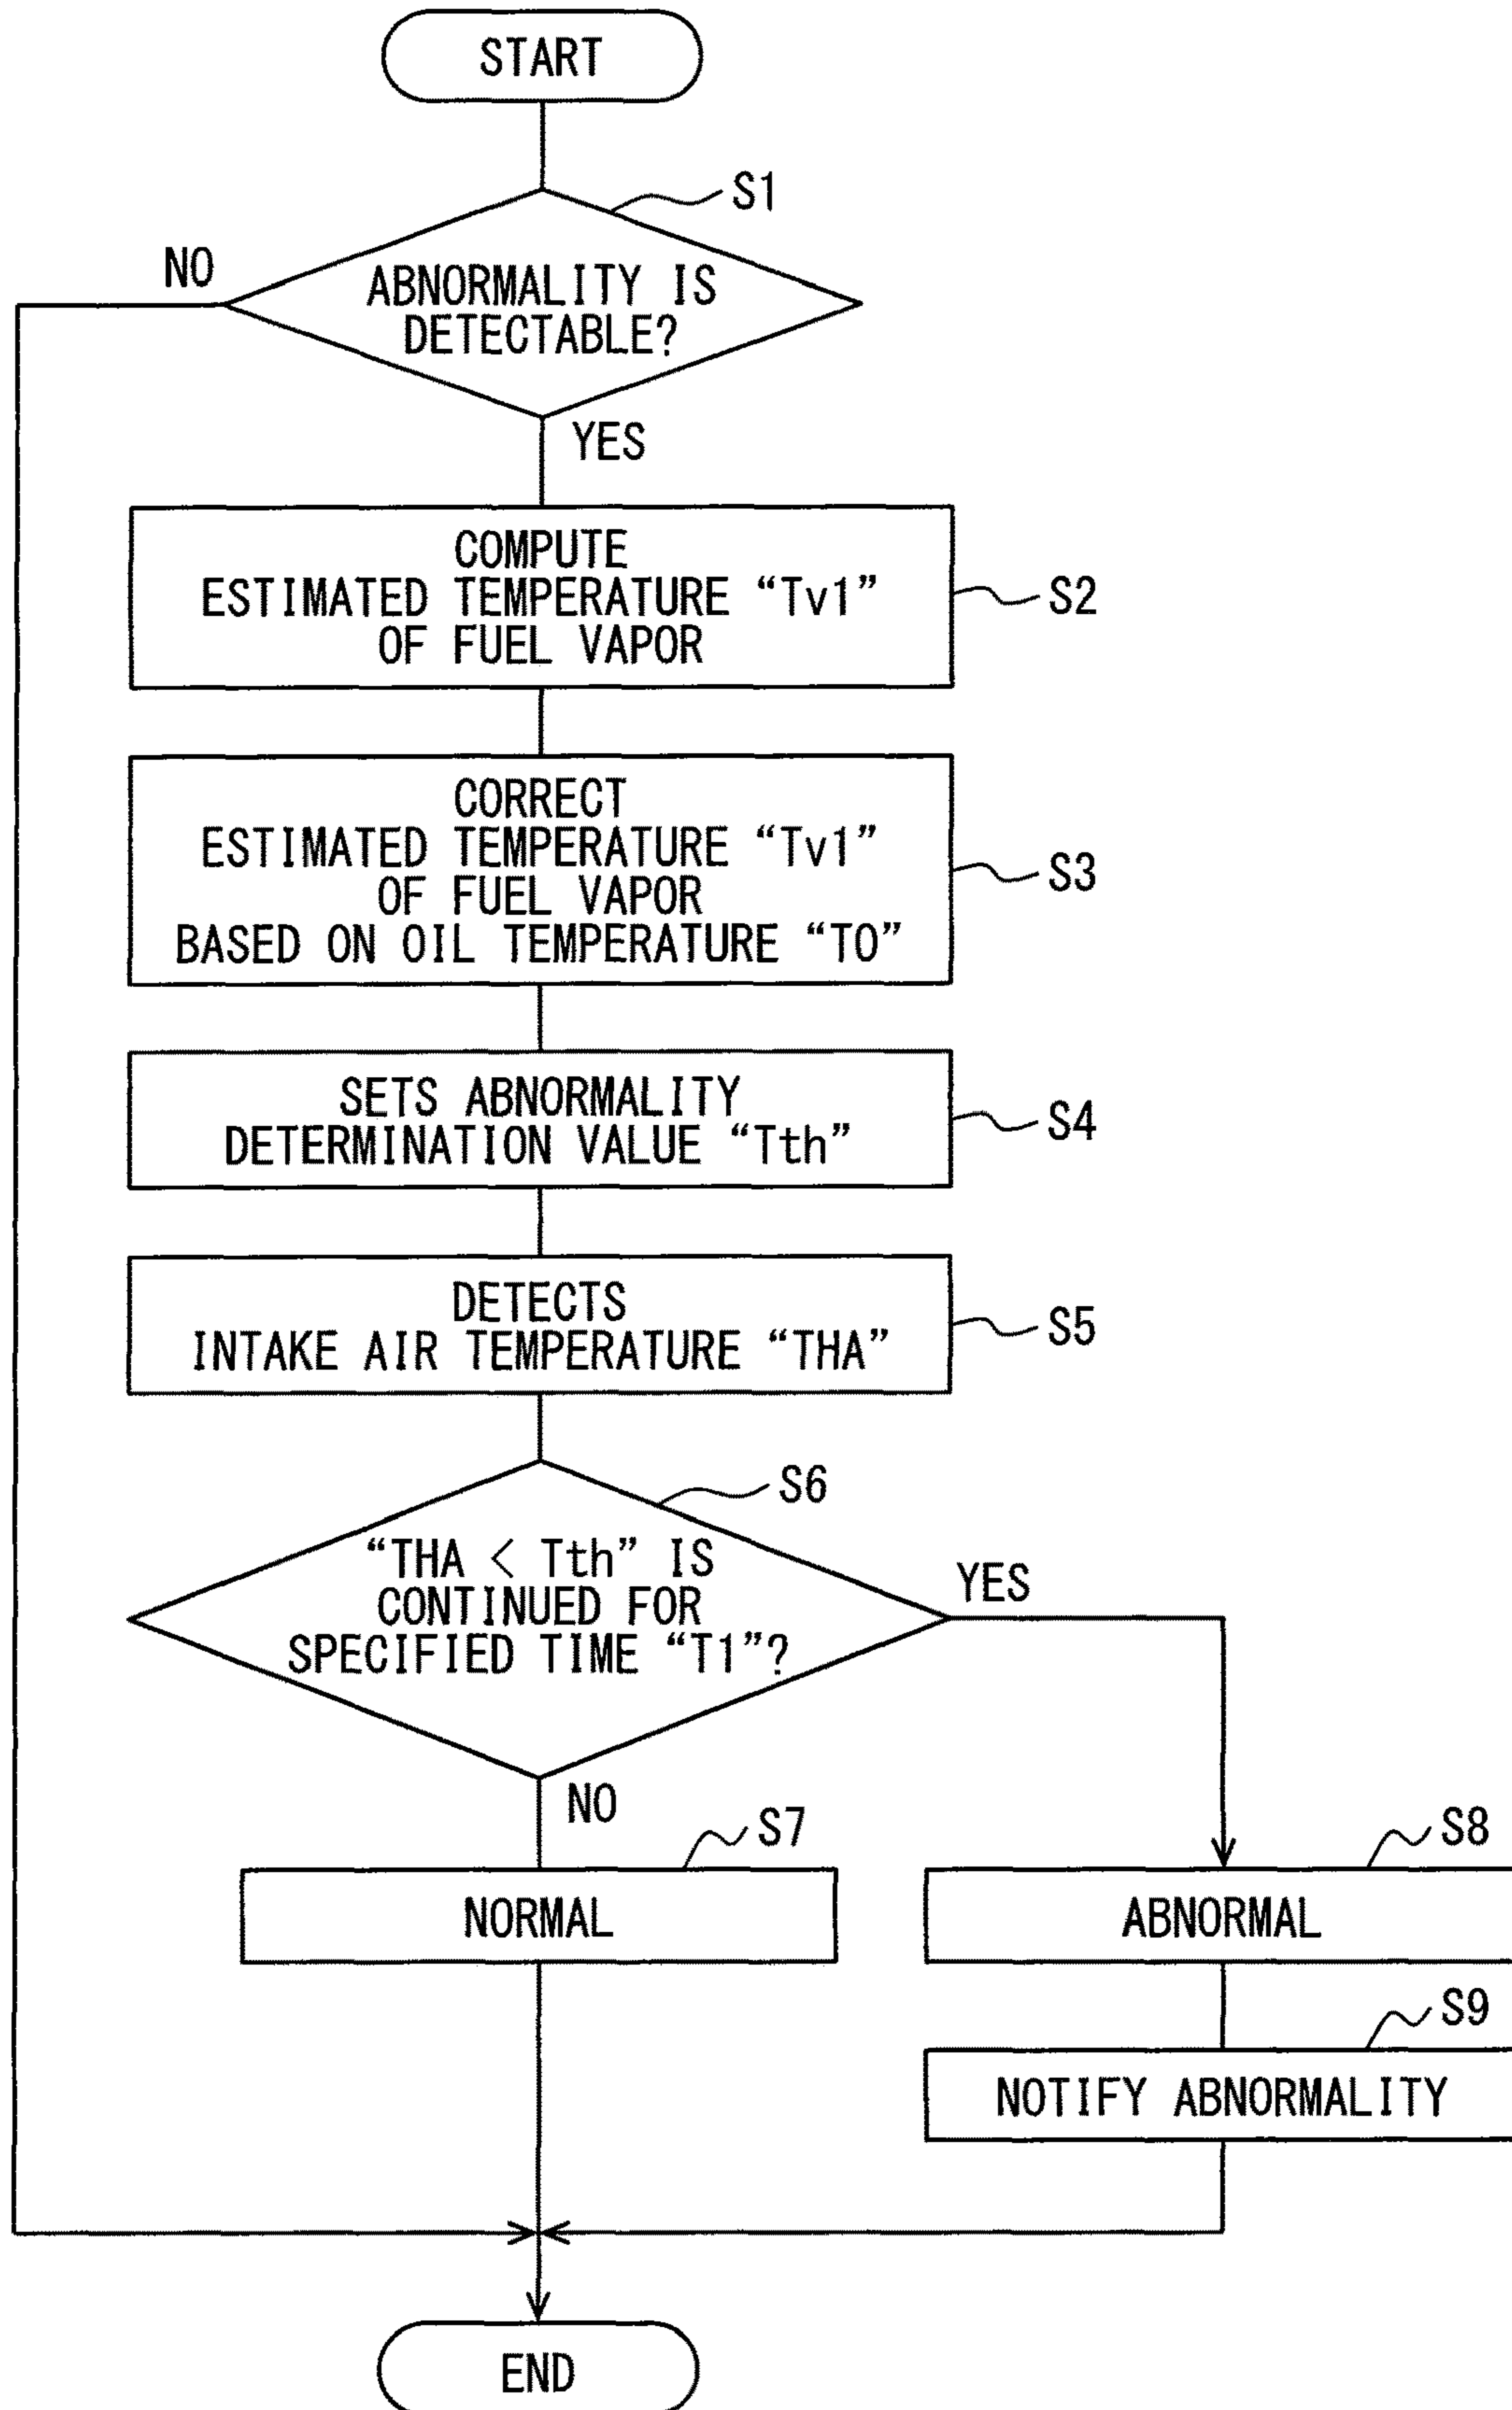 START
S1
NO
ABNORMALITY IS
DETECTABLE?
YES
COMPUTE
ESTIMATED TEMPERATURE “Tv1”
OF FUEL VAPOR
S2
CORRECT
ESTIMATED TEMPERATURE “Tv1”
OF FUEL VAPOR
BASED ON OIL TEMPERATURE “TO”
S3
SETS ABNORMALITY
DETERMINATION VALUE “Tth”
S4
DETECTS
INTAKE AIR TEMPERATURE “THA”
S5
S6
“THA < Tth” IS
CONTINUED FOR
SPECIFIED TIME “T1”?
YES
NO
S7
NORMAL
S8
ABNORMAL
S9
NOTIFY ABNORMALITY
END